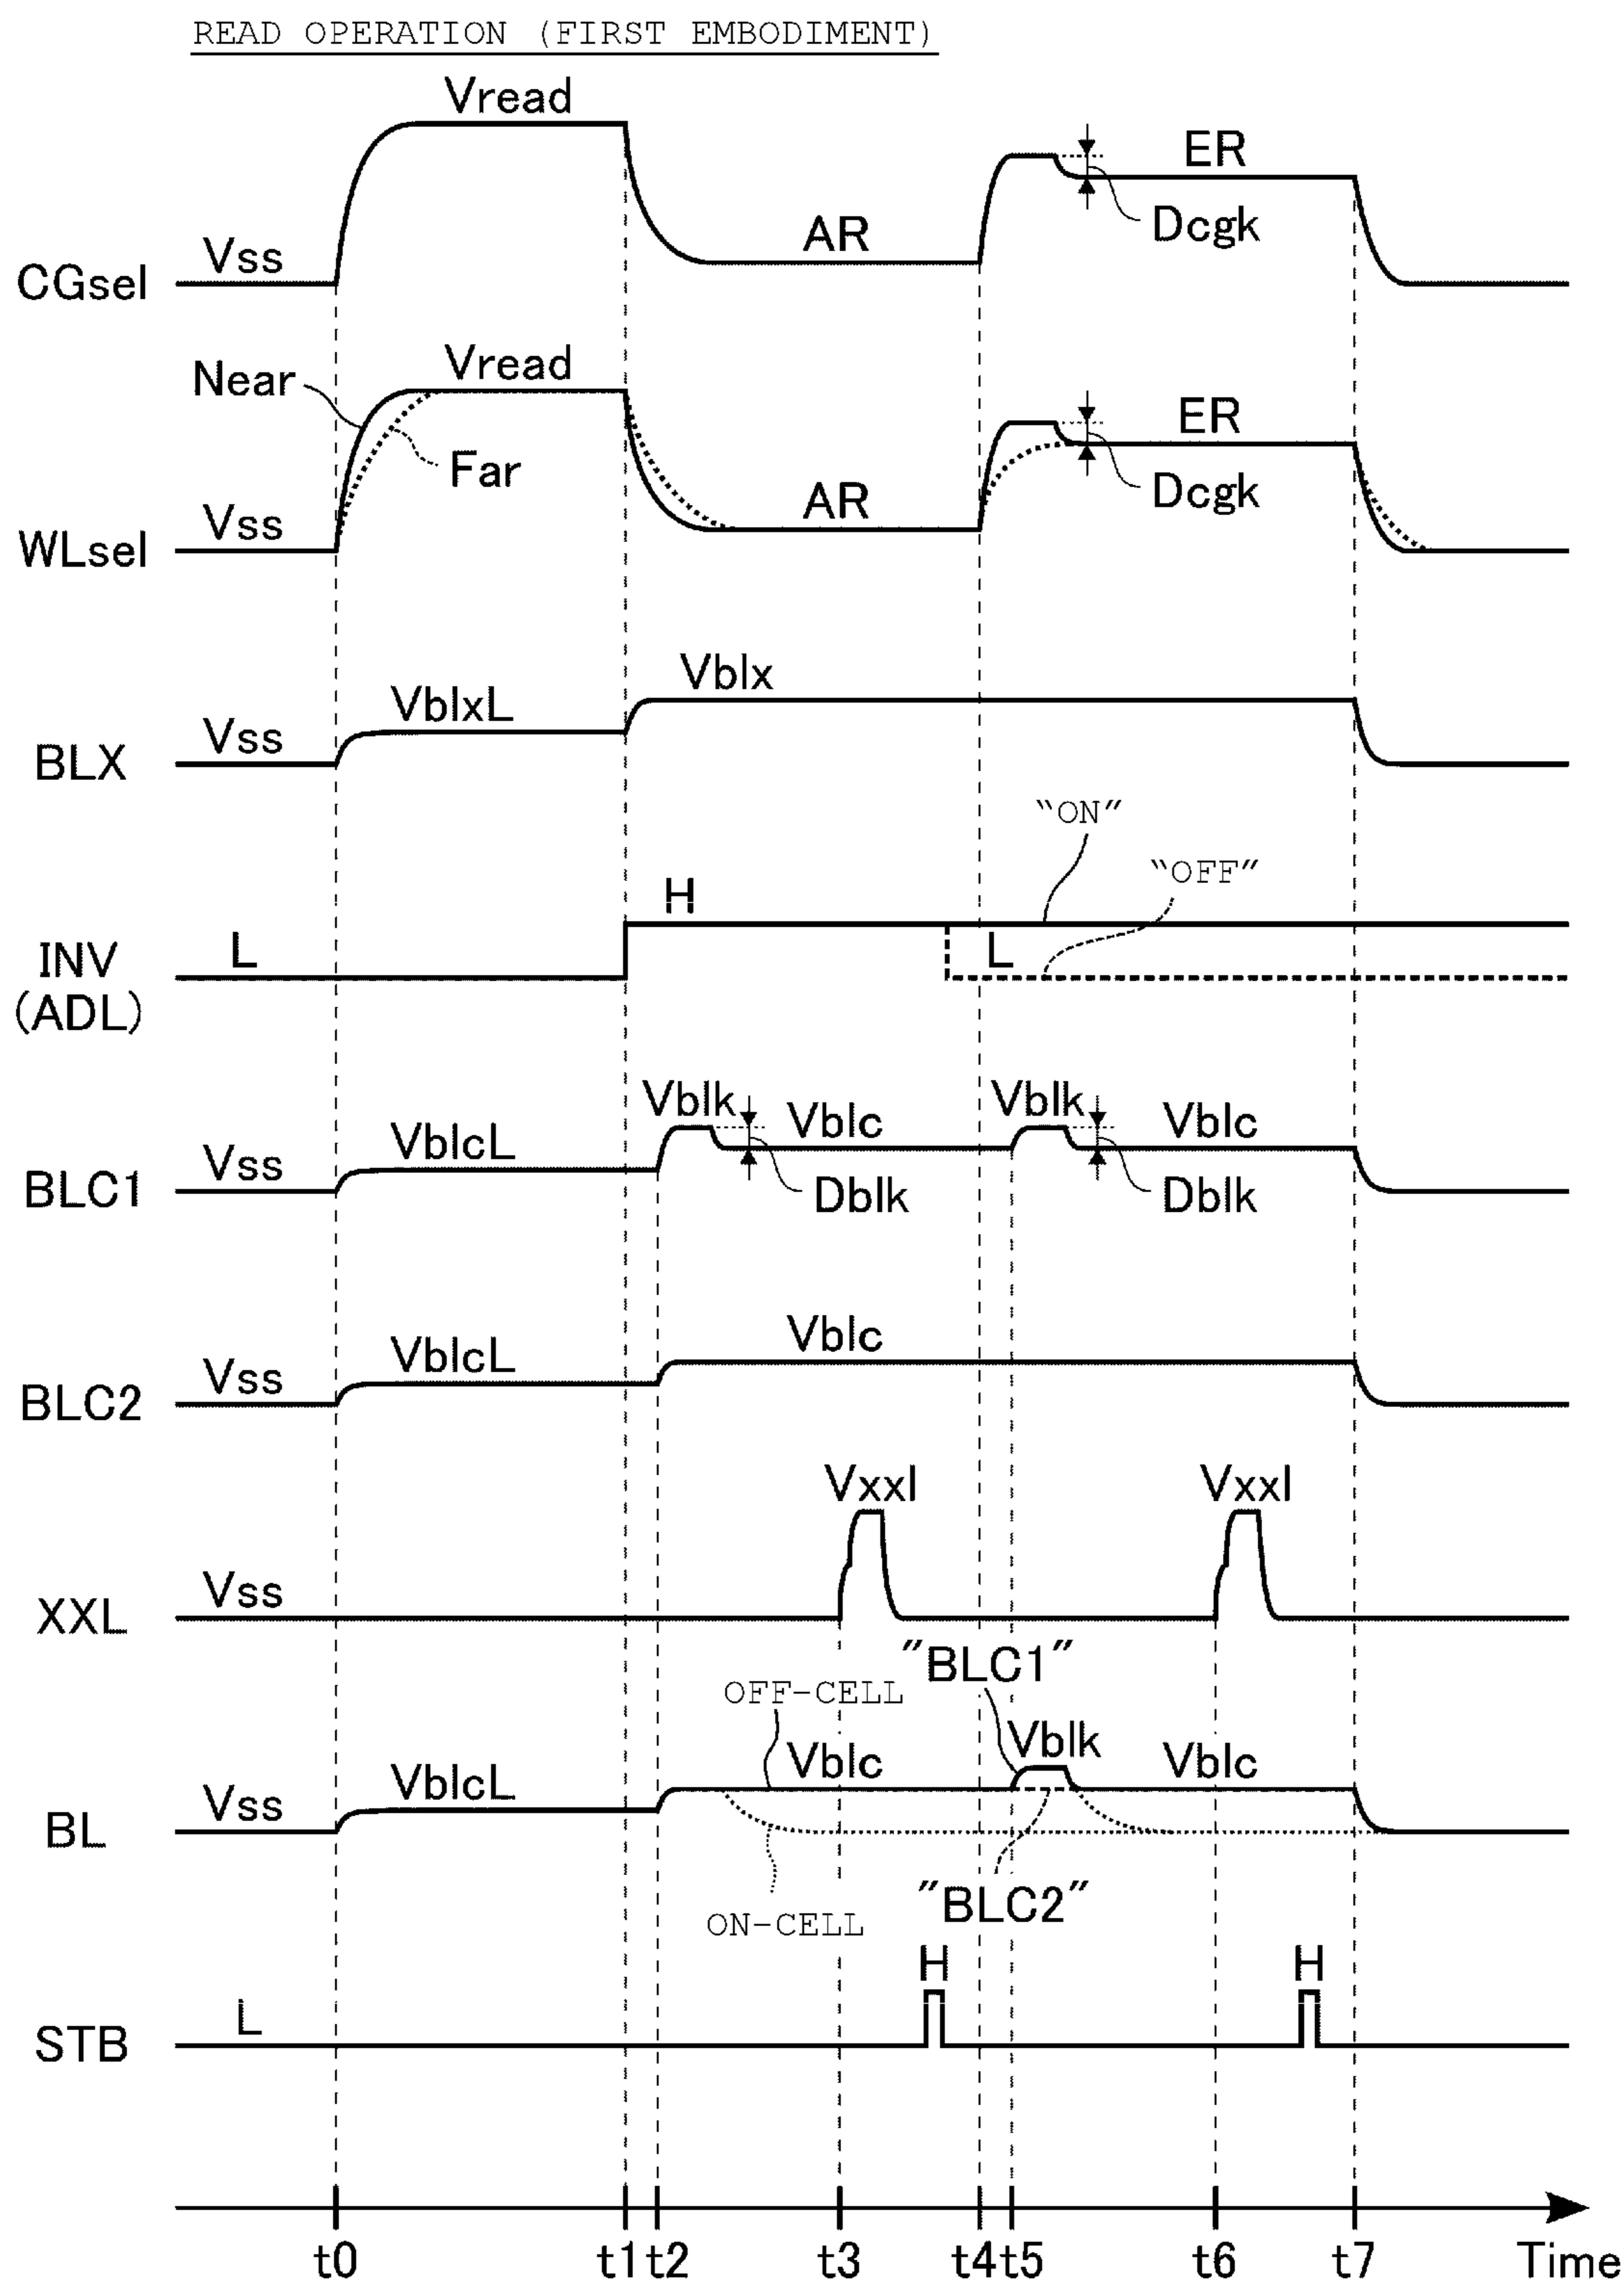 READ OPERATION (FIRST EMBODIMENT)
Vread
ER
AR
Dcgk
Vss
CGsel
Vread
Near
ER
Far
AR
Dcgk
Vss
WLsel
Vblx
VblxL
Vss
BLX
"ON"
"OFF"
H
L
L
INV
(ADL)
Vblk Vblc Vblk Vblc
VblcL
Vss
BLC1
Dblk Dblk
Vblc
VblcL
Vss
BLC2
Vxxl Vxxl
Vss
XXL
"BLC1"
OFF-CELL
Vblk
Vblc Vblc
VblcL
Vss
BL
"BLC2"
ON-CELL
H H
L
STB
t0 t1 t2 t3 t4 t5 t6 t7 Time